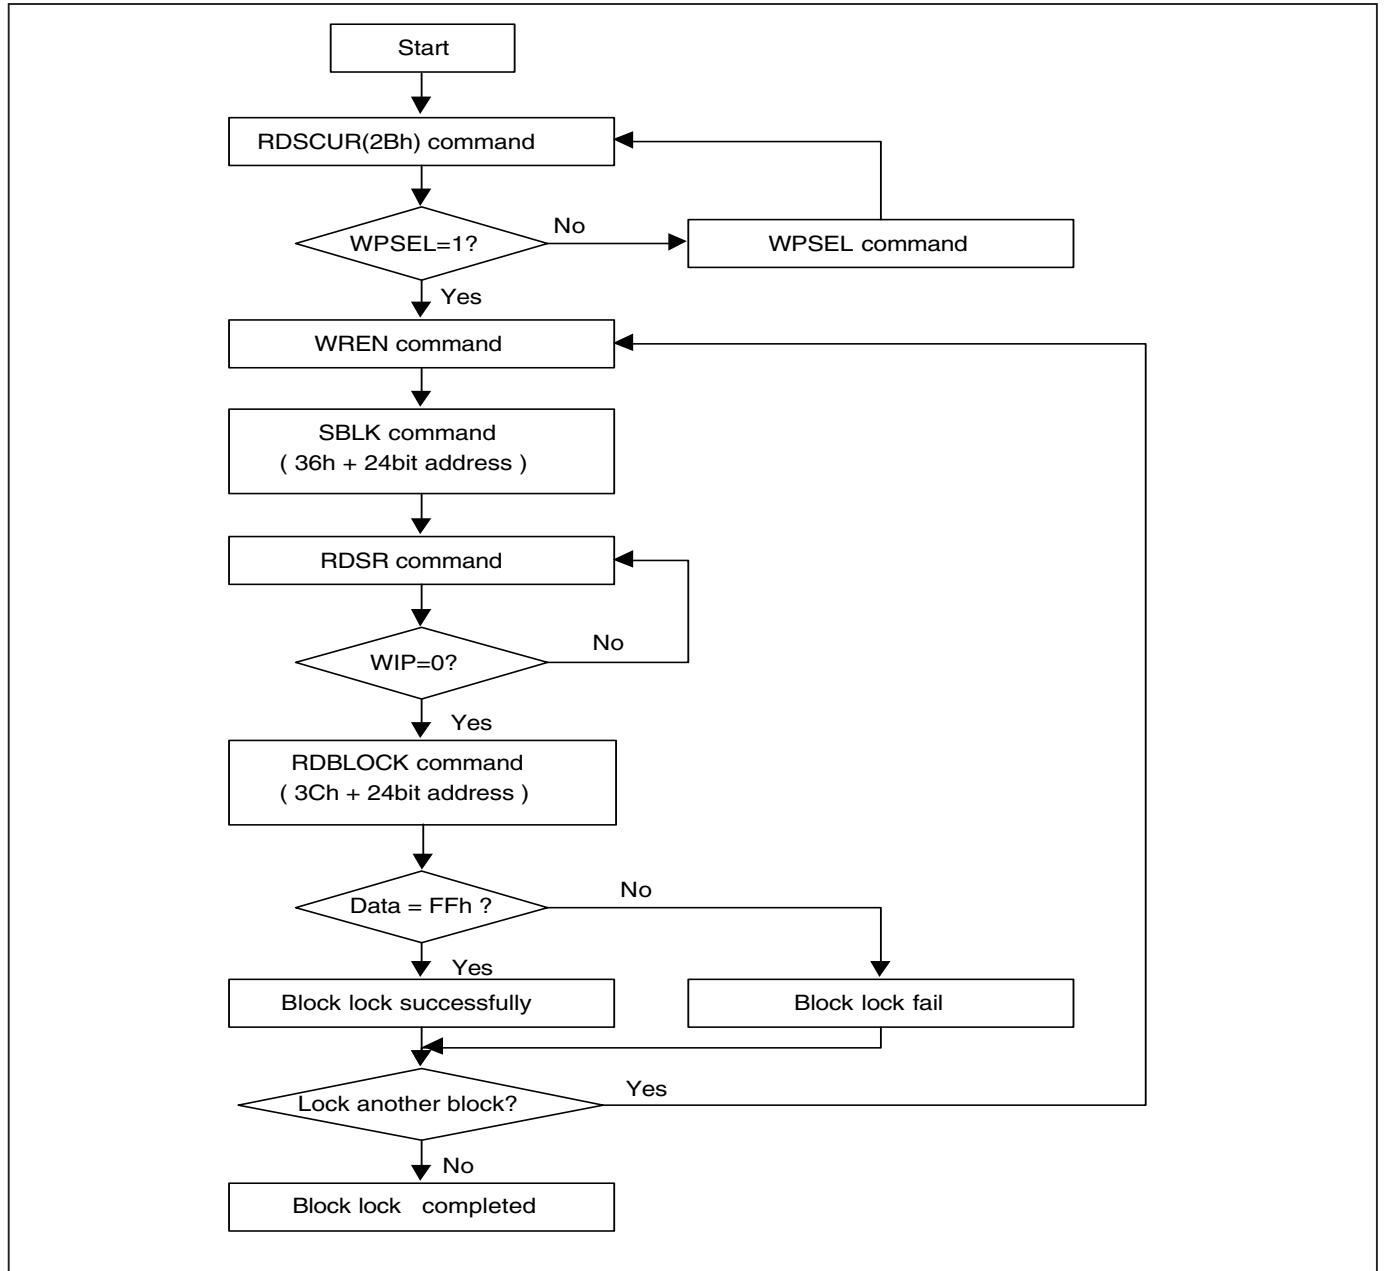 Start
RDSCUR(2Bh) command
WPSEL=1?
No
WPSEL command
Yes
WREN command
SBLK command
( 36h + 24bit address )
RDSR command
No
WIP=0?
Yes
RDBLOCK command
( 3Ch + 24bit address )
No
Data = FFh ?
Yes
Block lock successfully
Block lock fail
Yes
Lock another block?
No
Block lock completed